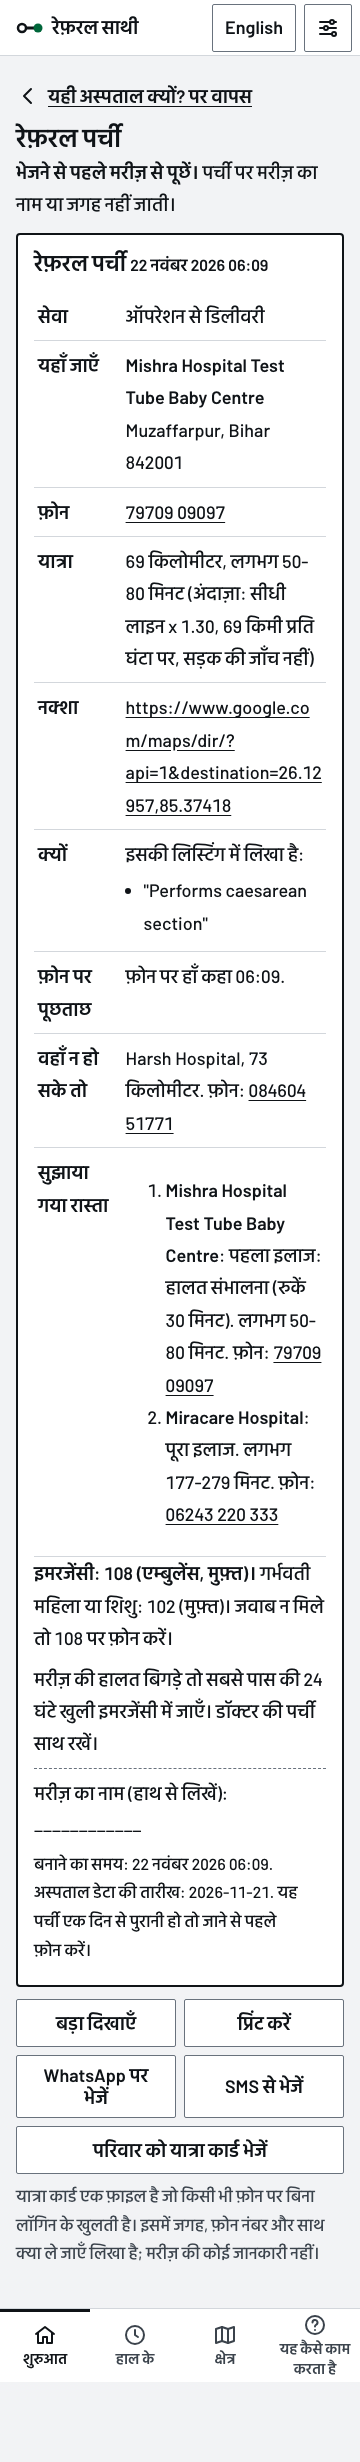 रेफ़रल साथी
English
यही अस्पताल क्यों? पर वापस
रेफ़रल पर्ची
भेजने से पहले मरीज़ से पूछें। पर्ची पर मरीज़ का
नाम या जगह नहीं जाती।
रेफ़रल पर्ची 22 नवंबर 2026 06:09
सेवा ऑपरेशन से डिलीवरी
यहाँ जाएँ Mishra Hospital Test
Tube Baby Centre
Muzaffarpur, Bihar
842001
फ़ोन 79709 09097
यात्रा 69 किलोमीटर, लगभग 50-
80 मिनट (अंदाज़ा: सीधी
लाइन x 1.30, 69 किमी प्रति
घंटा पर, सड़क की जाँच नहीं)
नक्शा https://www.google.co
m/maps/dir/?
api=1&destination=26.12
957,85.37418
क्यों इसकी लिस्टिंग में लिखा है:
• "Performs caesarean
section"
फ़ोन पर फ़ोन पर हाँ कहा 06:09.
पूछताछ
वहाँ न हो Harsh Hospital, 73
सके तो किलोमीटर. फ़ोन: 084604
51771
सुझाया
गया रास्ता
1. Mishra Hospital
Test Tube Baby
Centre: पहला इलाज:
हालत संभालना (रुकें
30 मिनट). लगभग 50-
80 मिनट. फ़ोन: 79709
09097
2. Miracare Hospital:
पूरा इलाज. लगभग
177-279 मिनट. फ़ोन:
06243 220 333
इमरजेंसी: 108 (एम्बुलेंस, मुफ़्त)। गर्भवती
महिला या शिशु: 102 (मुफ़्त)। जवाब न मिले
तो 108 पर फ़ोन करें।
मरीज़ की हालत बिगड़े तो सबसे पास की 24
घंटे खुली इमरजेंसी में जाएँ। डॉक्टर की पर्ची
साथ रखें।
मरीज़ का नाम (हाथ से लिखें):
____________
बनाने का समय: 22 नवंबर 2026 06:09.
अस्पताल डेटा की तारीख: 2026-11-21. यह
पर्ची एक दिन से पुरानी हो तो जाने से पहले
फ़ोन करें।
बड़ा दिखाएँ
प्रिंट करें
WhatsApp पर
भेजें
SMS से भेजें
परिवार को यात्रा कार्ड भेजें
यात्रा कार्ड एक फ़ाइल है जो किसी भी फ़ोन पर बिना
लॉगिन के खुलती है। इसमें जगह, फ़ोन नंबर और साथ
क्या ले जाएँ लिखा है; मरीज़ की कोई जानकारी नहीं।
शुरुआत
हाल के
क्षेत्र
यह कैसे काम
करता है